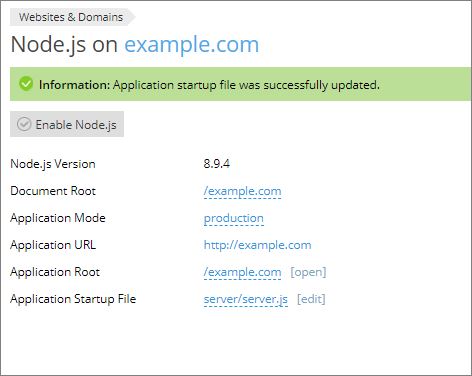 Websites & Domains
Node.js on example.com
Information: Application startup file was successfully updated.
Enable Node.js
Node.js Version 8.9.4
Document Root /example.com
Application Mode production
Application URL http://example.com
Application Root /example.com [open]
Application Startup File server/server.js [edit]